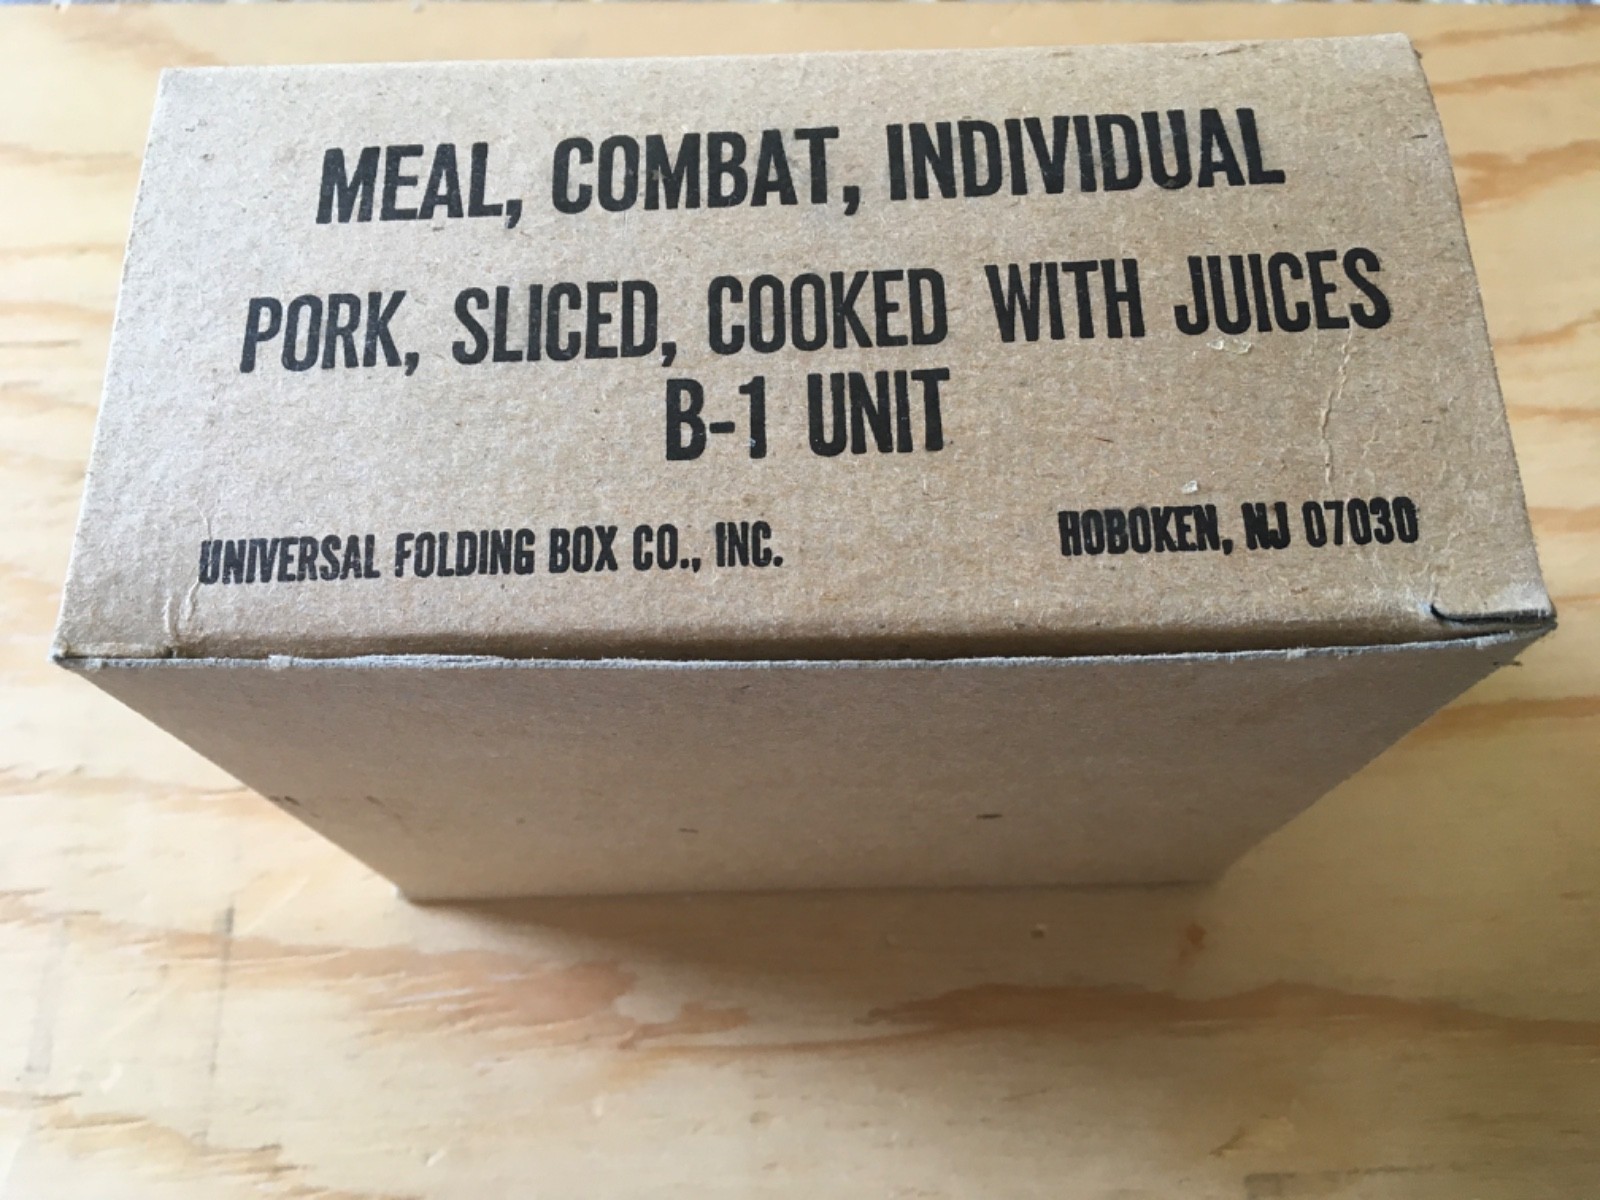 MEAL, COMBAT, INDIVIDUAL
PORK, SLICED, COOKED WITH JUICES
B-1 UNIT
UNIVERSAL FOLDING BOX CO., INC. HOBOKEN, NJ 07030